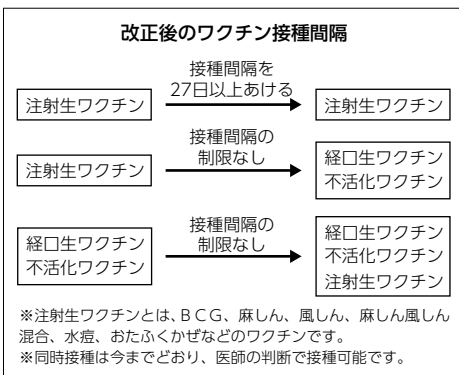 改正後のワクチン接種間隔
接種間隔を
27日以上あける
注射生ワクチン
注射生ワクチン
接種間隔の
制限なし
注射生ワクチン
経口生ワクチン
不活化ワクチン
接種間隔の
制限なし
経口生ワクチン
不活化ワクチン
経口生ワクチン
不活化ワクチン
注射生ワクチン
※注射生ワクチンとは、BCG、麻しん、風しん、麻しん風しん
混合、水痘、おたふくかぜなどのワクチンです。
※同時接種は今までどおり、医師の判断で接種可能です。